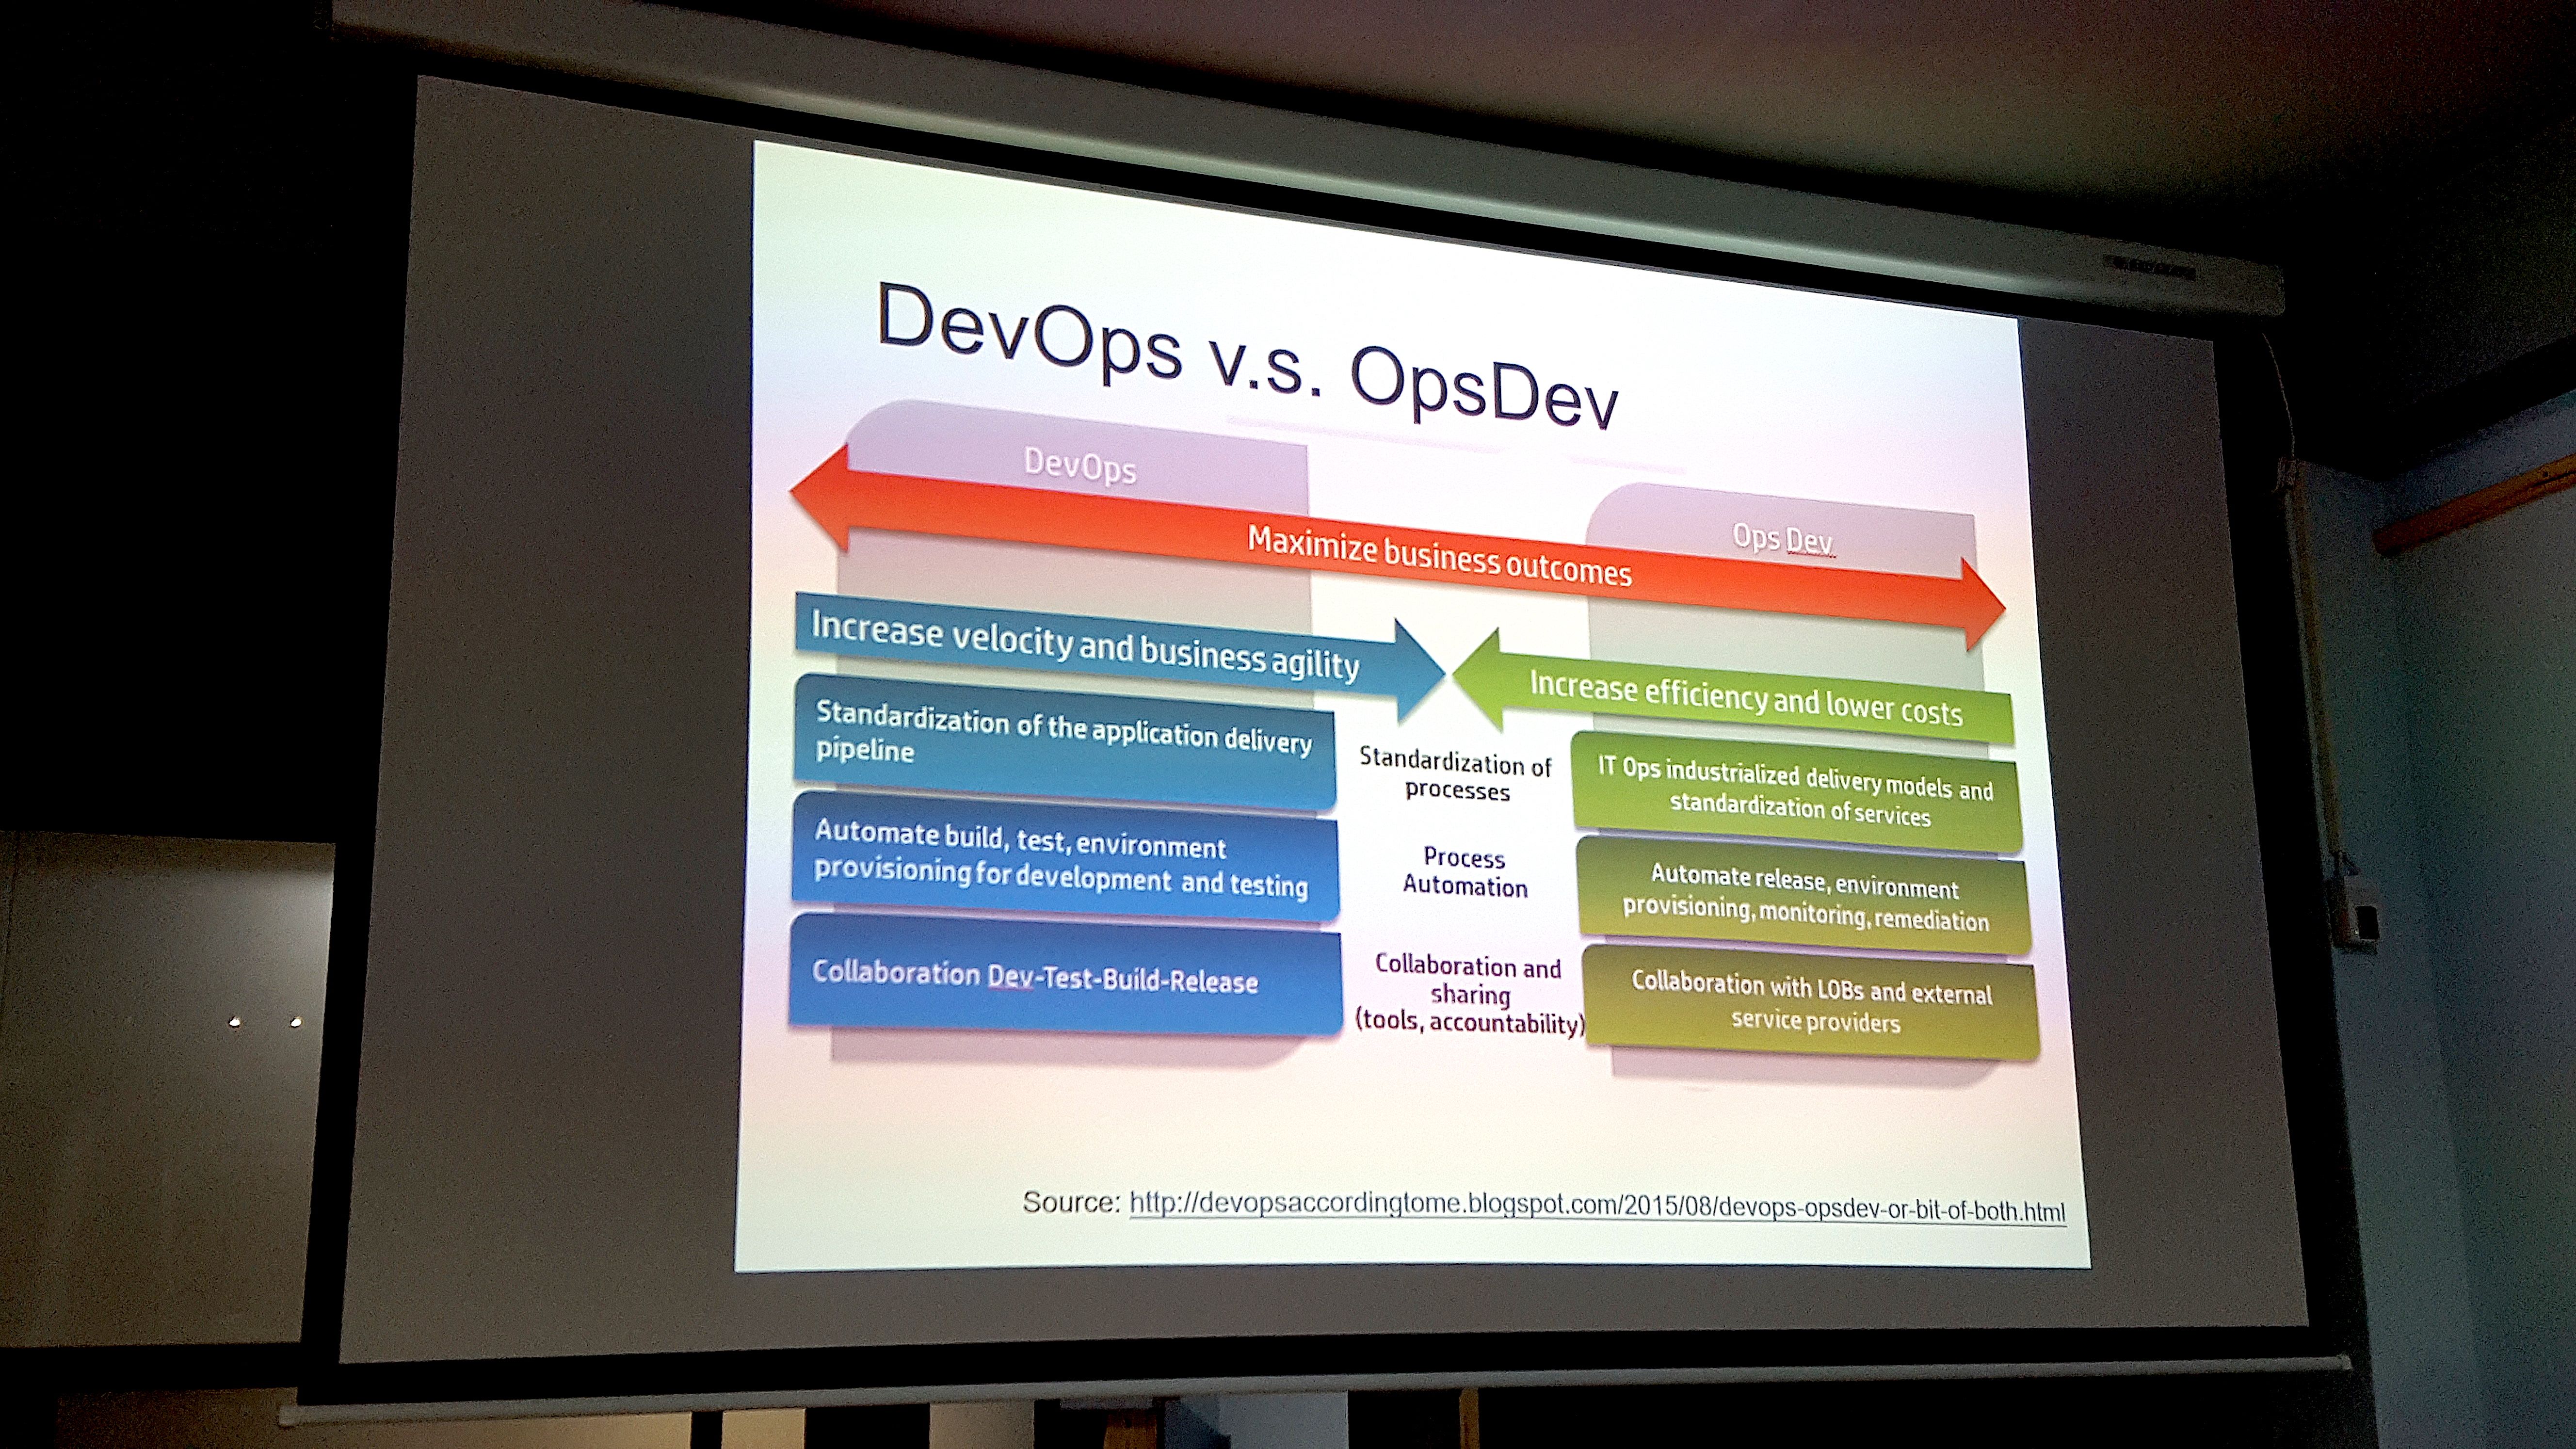 DevOps v.s. OpsDev
DevOps
Ops Dev
Maximize business outcomes
Increase velocity and business agility
Increase efficiency and lower costs
Standardization of the application delivery
pipeline
Standardization of
processes
IT Ops industrialized delivery models and
standardization of services
Automate build, test, environment
provisioning for development and testing
Process
Automation
Automate release, environment
provisioning, monitoring, remediation
Collaboration Dev-Test-Build-Release
Collaboration and
sharing
(tools, accountability)
Collaboration with LOBs and external
service providers
Source: http://devopsaccordingtome.blogspot.com/2015/08/devops-opsdev-or-bit-of-both.html